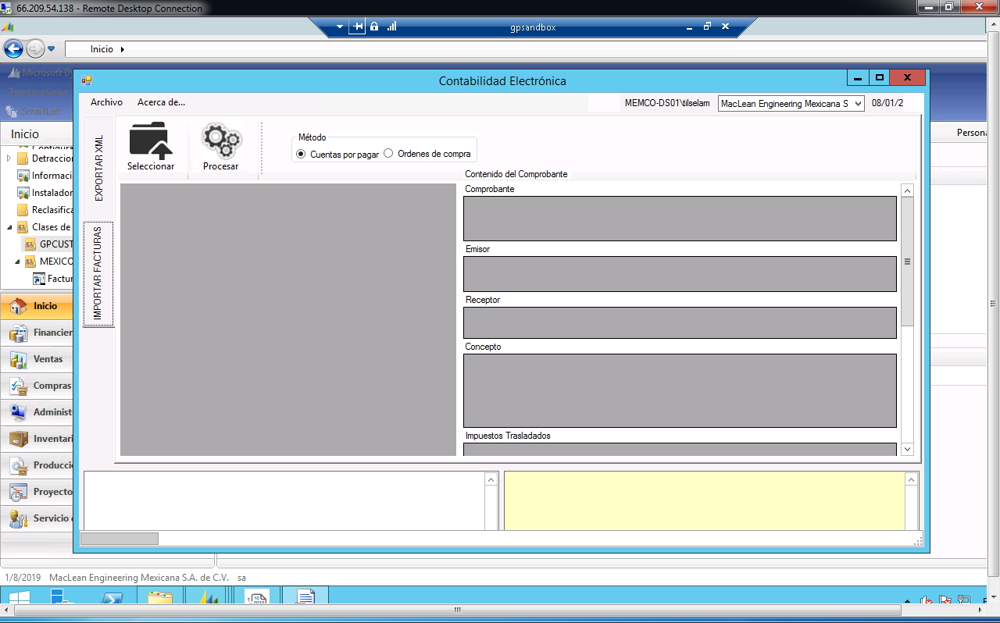 66.209.54.138 - Remote Desktop Connection
gpsandbox
Inicio
Microsoft D
Transacciones
SmartList
Contabilidad Electrónica
Archivo Acerca de...
MEMCO-DS01\tilselam MacLean Engineering Mexicana S 08/01/2
Inicio
Persona
Configura
Detraccion
Informaci
Instalador
Reclasifica
Clases de
GPCUST
MEXICO
Factur
Inicio
Financier
Ventas
Compras
Administ
Inventari
Producci
Proyecto
Servicio
EXPORTAR XML
IMPORTAR FACTURAS
Seleccionar
Procesar
Método
Cuentas por pagar Ordenes de compra
Contenido del Comprobante
Comprobante
Emisor
Receptor
Concepto
Impuestos Trasladados
1/8/2019 MacLean Engineering Mexicana S.A. de C.V. sa